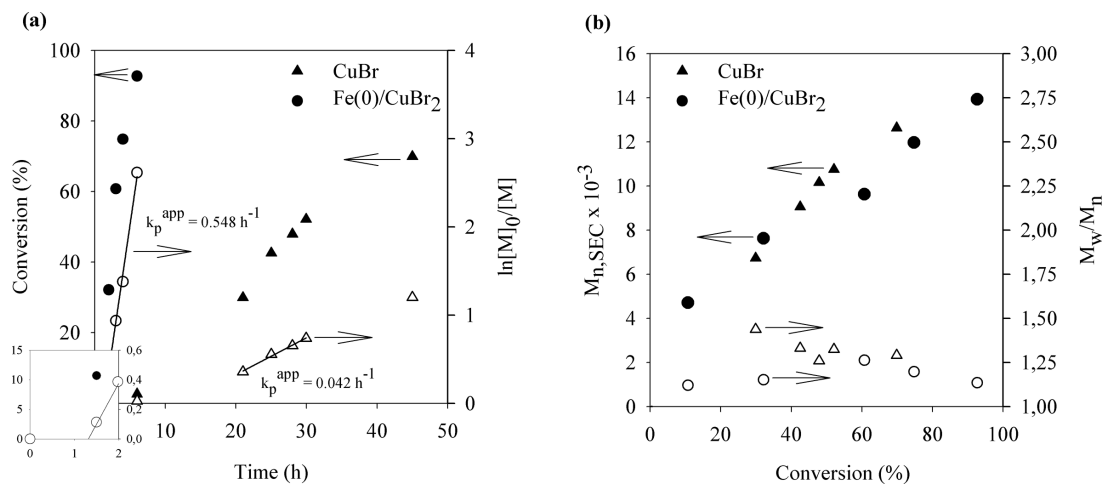 (a)
100
80
60
40
20
Conversion (%)
4
3
2
1
0
ln[M]0/[M]
CuBr
Fe(0)/CuBr2
kp^app = 0.548 h^-1
kp^app = 0.042 h^-1
10 20 30 40 50
Time (h)
15
10
5
0
0,6
0,4
0,2
0,0
0 1 2
(b)
16
14
12
10
8
6
4
2
0
Mn,SEC x 10^-3
3,00
2,75
2,50
2,25
2,00
1,75
1,50
1,25
1,00
Mw/Mn
CuBr
Fe(0)/CuBr2
0 20 40 60 80 100
Conversion (%)